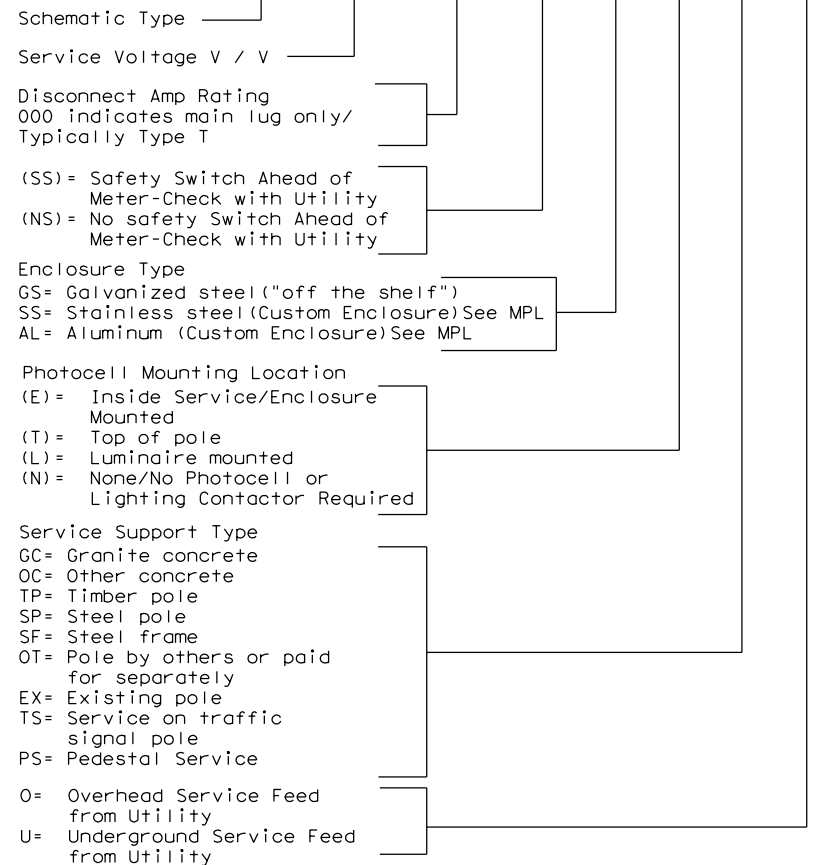 Schematic Type
Service Voltage V / V
Disconnect Amp Rating
000 indicates main lug only/
Typically Type T
(SS)= Safety Switch Ahead of
Meter-Check with Utility
(NS)= No safety Switch Ahead of
Meter-Check with Utility
Enclosure Type
GS= Galvanized steel("off the shelf")
SS= Stainless steel(Custom Enclosure)See MPL
AL= Aluminum (Custom Enclosure)See MPL
Photocell Mounting Location
(E)= Inside Service/Enclosure
Mounted
(T)= Top of pole
(L)= Luminaire mounted
(N)= None/No Photocell or
Lighting Contactor Required
Service Support Type
GC= Granite concrete
OC= Other concrete
TP= Timber pole
SP= Steel pole
SF= Steel frame
OT= Pole by others or paid
for separately
EX= Existing pole
TS= Service on traffic
signal pole
PS= Pedestal Service
O= Overhead Service Feed
from Utility
U= Underground Service Feed
from Utility